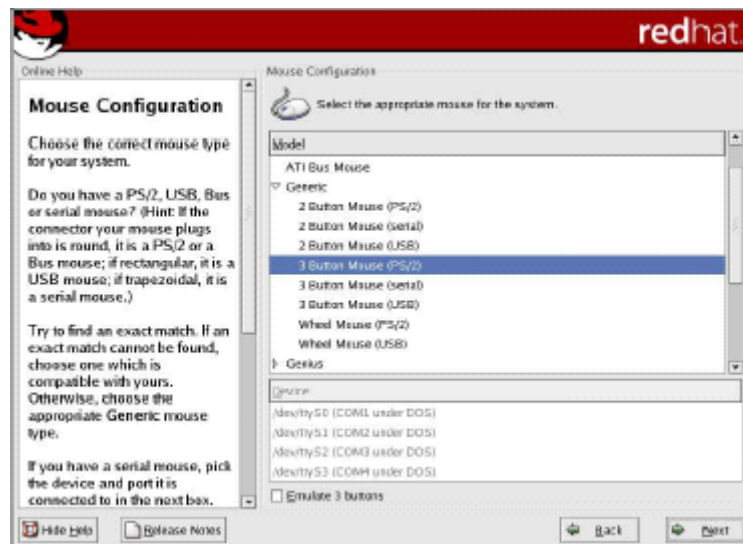 redhat.
Online Help
Mouse Configuration
Choose the correct mouse type
for your system.
Do you have a PS/2, USB, Bus
or serial mouse? (Hint: If the
connector your mouse plugs
into is round, it is a PS/2 or a
Bus mouse; if rectangular, it is a
USB mouse; if trapezoidal, it is
a serial mouse.)
Try to find an exact match. If an
exact match cannot be found,
choose one which is
compatible with yours.
Otherwise, choose the
appropriate Generic mouse
type.
If you have a serial mouse, pick
the device and port it is
connected to in the next box.
Mouse Configuration
Select the appropriate mouse for the system.
Model
ATI Bus Mouse
Generic
2 Button Mouse (PS/2)
2 Button Mouse (serial)
2 Button Mouse (USB)
3 Button Mouse (PS/2)
3 Button Mouse (serial)
3 Button Mouse (USB)
Wheel Mouse (PS/2)
Wheel Mouse (USB)
Genius
Device
/dev/ttyS0 (COM1 under DOS)
/dev/ttyS1 (COM2 under DOS)
/dev/ttyS2 (COM3 under DOS)
/dev/ttyS3 (COM4 under DOS)
Emulate 3 buttons
Hide Help
Release Notes
Back
Next